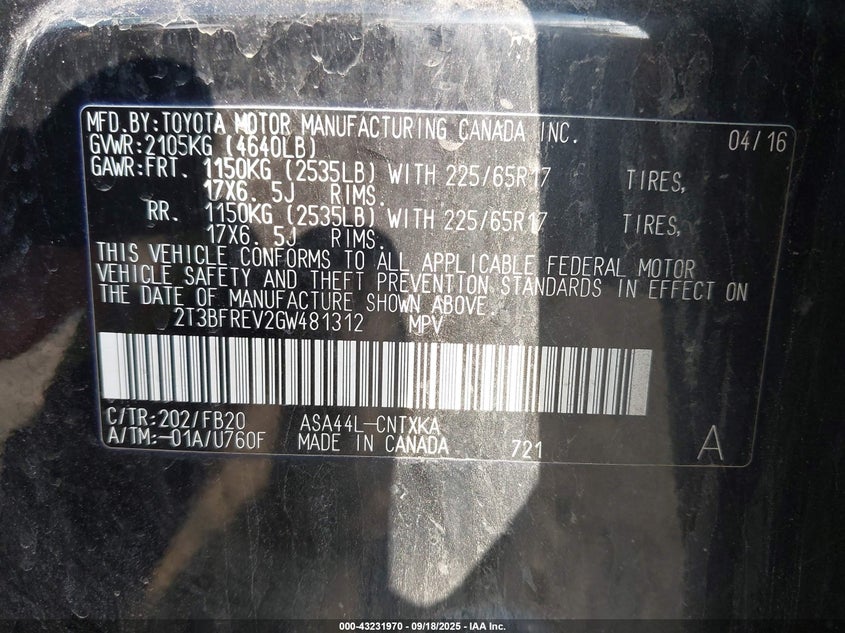 MFD.BY:TOYOTA MOTOR MANUFACTURING CANADA INC. 04/16
GVWR:2105KG (4640LB)
GAWR:FRT. 1150KG (2535LB) WITH 225/65R17 TIRES,
17X6. 5J RIMS.
RR. 1150KG (2535LB) WITH 225/65R17 TIRES,
17X6. 5J RIMS.
THIS VEHICLE CONFORMS TO ALL APPLICABLE FEDERAL MOTOR
VEHICLE SAFETY AND THEFT PREVENTION STANDARDS IN EFFECT ON
THE DATE OF MANUFACTURE SHOWN ABOVE.
2T3BFREV2GW481312 MPV
C/TR:202/FB20 ASA44L-CNTXKA
A/TM:-01A/U760F MADE IN CANADA 721 A
000-43231970 - 09/18/2025 - IAA Inc.